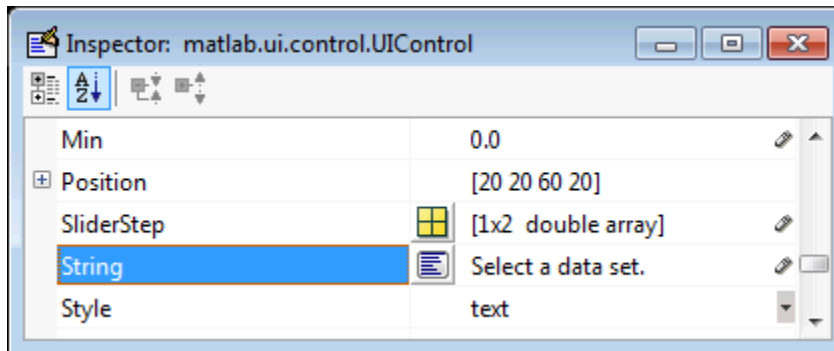 Inspector: matlab.ui.control.UIControl
A
Z
Min 0.0
Position [20 20 60 20]
SliderStep [1x2 double array]
String Select a data set.
Style text